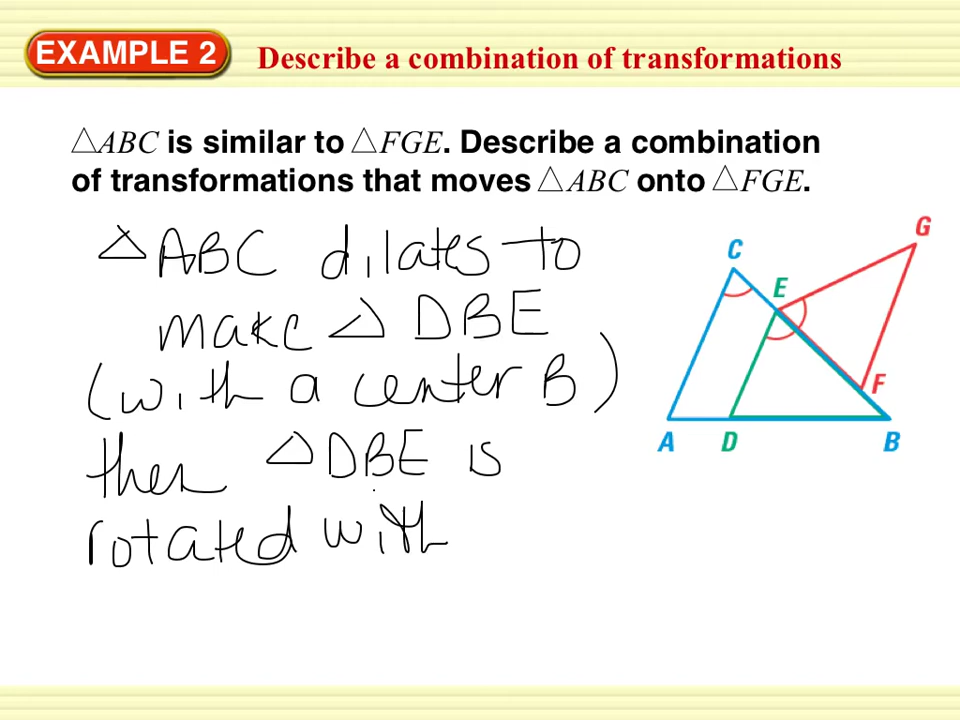 EXAMPLE 2
Describe a combination of transformations
△ABC is similar to △FGE. Describe a combination
of transformations that moves △ABC onto △FGE.
△ABC dilates to
make △DBE
(with a center B)
then △DBE is
rotated with
G
C
E
F
A
D
B